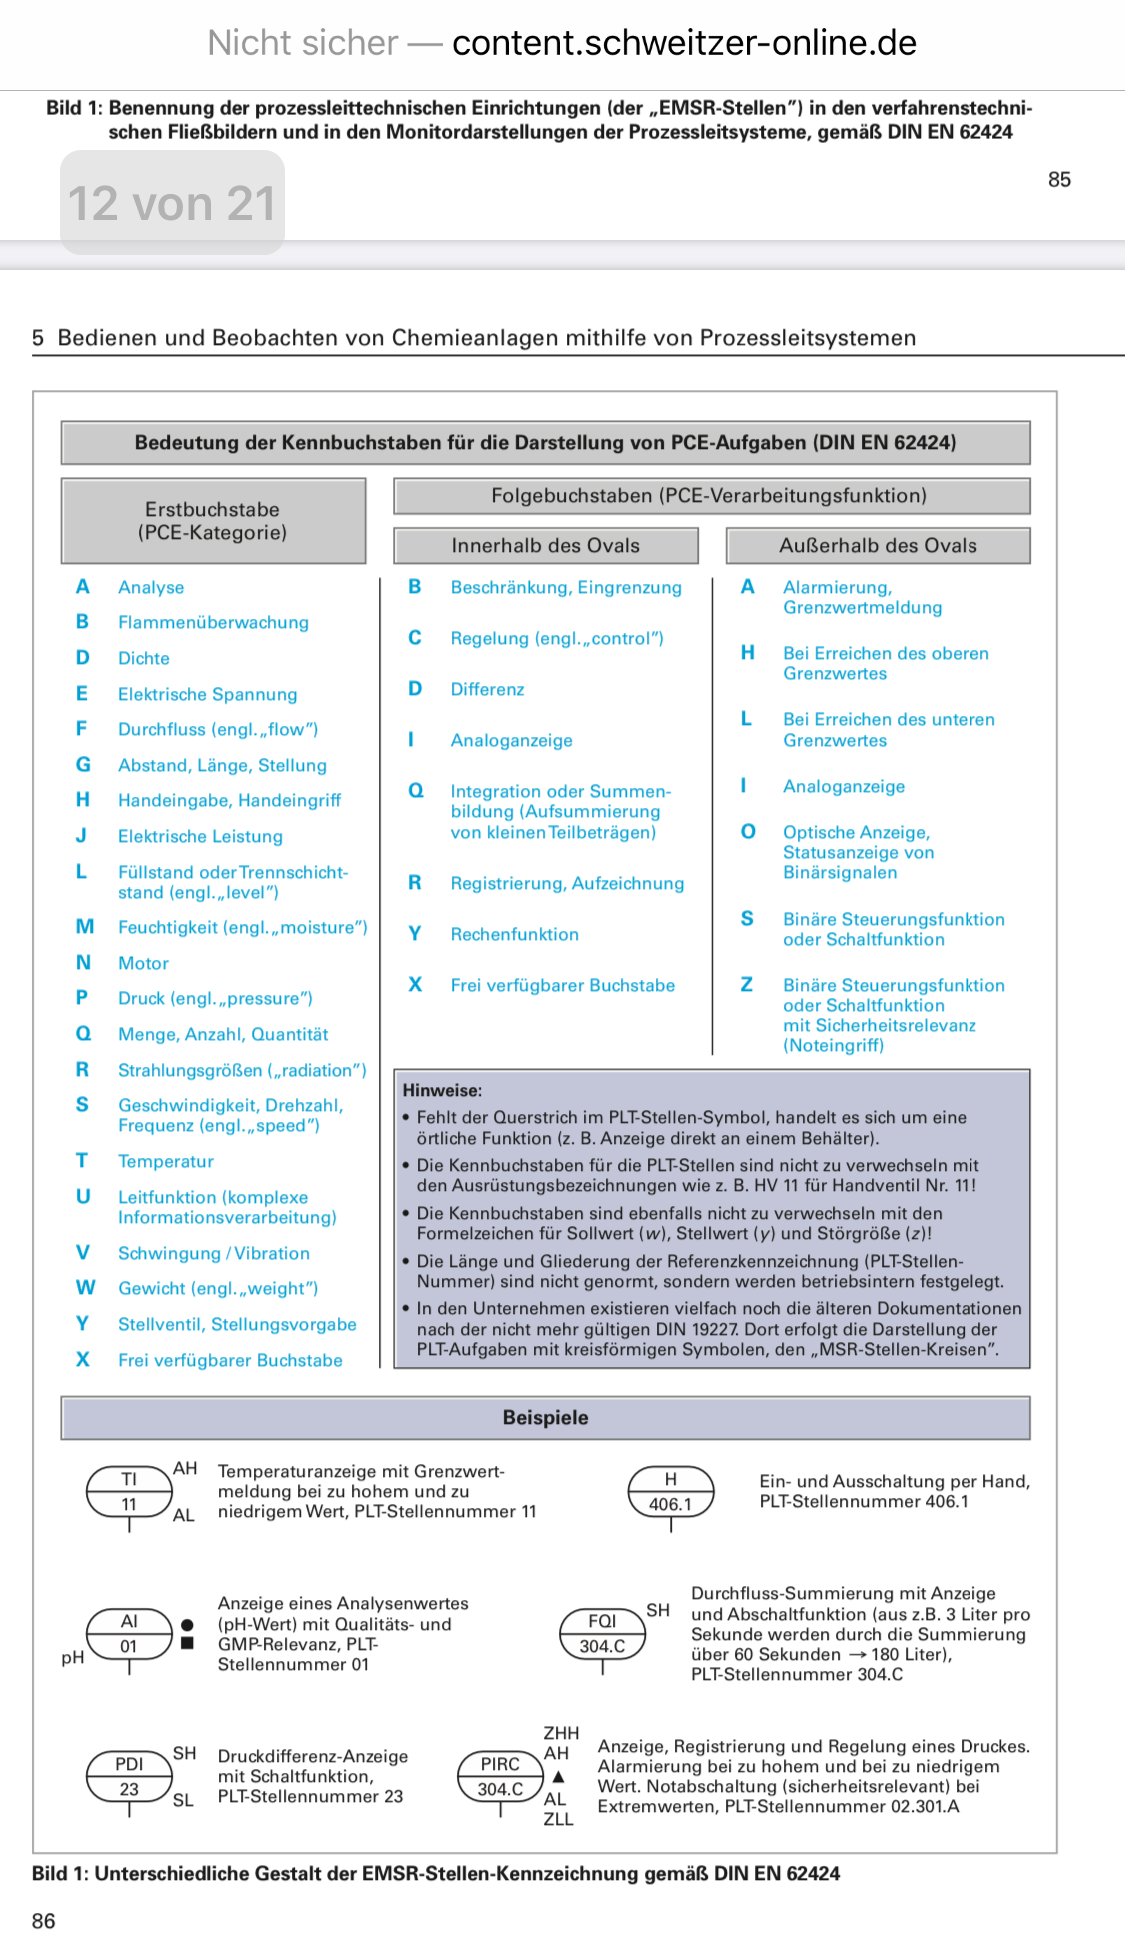 Nicht sicher — content.schweitzer-online.de
Bild 1: Benennung der prozessleittechnischen Einrichtungen (der „EMSR-Stellen”) in den verfahrenstechni-
schen Fließbildern und in den Monitordarstellungen der Prozessleitsysteme, gemäß DIN EN 62424
12 von 21
85
5 Bedienen und Beobachten von Chemieanlagen mithilfe von Prozessleitsystemen
Bedeutung der Kennbuchstaben für die Darstellung von PCE-Aufgaben (DIN EN 62424)
Erstbuchstabe
(PCE-Kategorie)
A Analyse
B Flammenüberwachung
D Dichte
E Elektrische Spannung
F Durchfluss (engl. „flow”)
G Abstand, Länge, Stellung
H Handeingabe, Handeingriff
J Elektrische Leistung
L Füllstand oder Trennschicht-
stand (engl. „level”)
M Feuchtigkeit (engl. „moisture”)
N Motor
P Druck (engl. „pressure”)
Q Menge, Anzahl, Quantität
R Strahlungsgrößen („radiation”)
S Geschwindigkeit, Drehzahl,
Frequenz (engl. „speed”)
T Temperatur
U Leitfunktion (komplexe
Informationsverarbeitung)
V Schwingung / Vibration
W Gewicht (engl. „weight”)
Y Stellventil, Stellungsvorgabe
X Frei verfügbarer Buchstabe
Folgebuchstaben (PCE-Verarbeitungsfunktion)
Innerhalb des Ovals
B Beschränkung, Eingrenzung
C Regelung (engl. „control”)
D Differenz
I Analoganzeige
Q Integration oder Summen-
bildung (Aufsummierung
von kleinen Teilbeträgen)
R Registrierung, Aufzeichnung
Y Rechenfunktion
X Frei verfügbarer Buchstabe
Außerhalb des Ovals
A Alarmierung,
Grenzwertmeldung
H Bei Erreichen des oberen
Grenzwertes
L Bei Erreichen des unteren
Grenzwertes
I Analoganzeige
O Optische Anzeige,
Statusanzeige von
Binärsignalen
S Binäre Steuerungsfunktion
oder Schaltfunktion
Z Binäre Steuerungsfunktion
oder Schaltfunktion
mit Sicherheitsrelevanz
(Noteingriff)
Hinweise:
• Fehlt der Querstrich im PLT-Stellen-Symbol, handelt es sich um eine
örtliche Funktion (z. B. Anzeige direkt an einem Behälter).
• Die Kennbuchstaben für die PLT-Stellen sind nicht zu verwechseln mit
den Ausrüstungsbezeichnungen wie z. B. HV 11 für Handventil Nr. 11!
• Die Kennbuchstaben sind ebenfalls nicht zu verwechseln mit den
Formelzeichen für Sollwert (w), Stellwert (y) und Störgröße (z)!
• Die Länge und Gliederung der Referenzkennzeichnung (PLT-Stellen-
Nummer) sind nicht genormt, sondern werden betriebsintern festgelegt.
• In den Unternehmen existieren vielfach noch die älteren Dokumentationen
nach der nicht mehr gültigen DIN 19227. Dort erfolgt die Darstellung der
PLT-Aufgaben mit kreisförmigen Symbolen, den „MSR-Stellen-Kreisen”.
Beispiele
TI
11
AH
AL
Temperaturanzeige mit Grenzwert-
meldung bei zu hohem und zu
niedrigem Wert, PLT-Stellennummer 11
H
406.1
Ein- und Ausschaltung per Hand,
PLT-Stellennummer 406.1
AI
01
pH
Anzeige eines Analysenwertes
(pH-Wert) mit Qualitäts- und
GMP-Relevanz, PLT-
Stellennummer 01
FQI
304.C
SH
Durchfluss-Summierung mit Anzeige
und Abschaltfunktion (aus z.B. 3 Liter pro
Sekunde werden durch die Summierung
über 60 Sekunden → 180 Liter),
PLT-Stellennummer 304.C
PDI
23
SH
SL
Druckdifferenz-Anzeige
mit Schaltfunktion,
PLT-Stellennummer 23
PIRC
304.C
ZHH
AH
AL
ZLL
Anzeige, Registrierung und Regelung eines Druckes.
Alarmierung bei zu hohem und bei zu niedrigem
Wert. Notabschaltung (sicherheitsrelevant) bei
Extremwerten, PLT-Stellennummer 02.301.A
Bild 1: Unterschiedliche Gestalt der EMSR-Stellen-Kennzeichnung gemäß DIN EN 62424
86